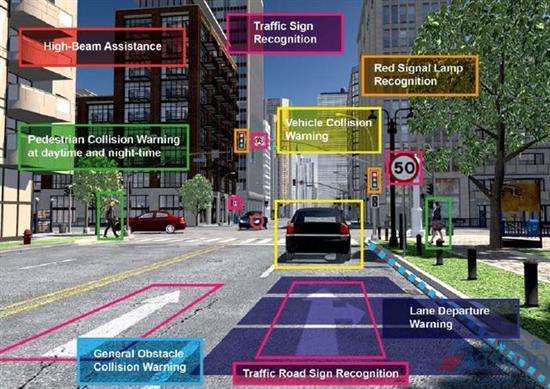 Traffic Sign
Recognition
High-Beam Assistance
Red Signal Lamp
Recognition
Vehicle Collision
Warning
Pedestrian Collision Warning
at daytime and night-time
50
Lane Departure
Warning
General Obstacle
Collision Warning
Traffic Road Sign Recognition